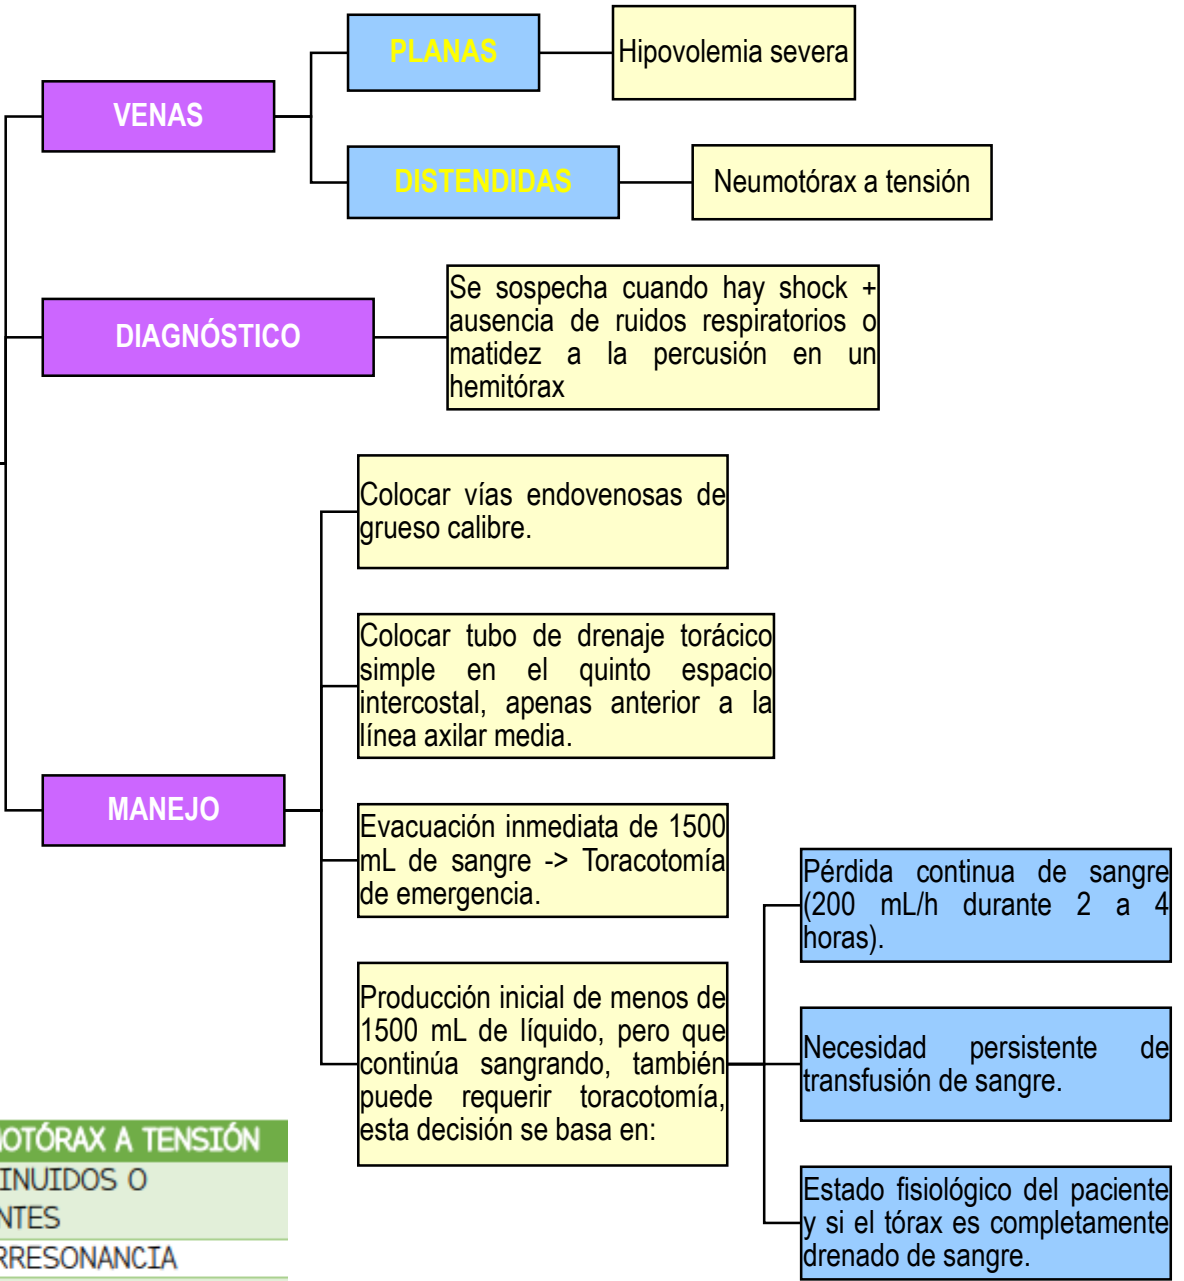 PLANAS
Hipovolemia severa
VENAS
DISTENDIDAS
Neumotórax a tensión
DIAGNÓSTICO
Se sospecha cuando hay shock +
ausencia de ruidos respiratorios o
matidez a la percusión en un
hemitórax
Colocar vías endovenosas de
grueso calibre.
Colocar tubo de drenaje torácico
simple en el quinto espacio
intercostal, apenas anterior a la
línea axilar media.
MANEJO
Evacuación inmediata de 1500
mL de sangre -> Toracotomía
de emergencia.
Producción inicial de menos de
1500 mL de líquido, pero que
continúa sangrando, también
puede requerir toracotomía,
esta decisión se basa en:
Pérdida continua de sangre
(200 mL/h durante 2 a 4
horas).
Necesidad persistente de
transfusión de sangre.
Estado fisiológico del paciente
y si el tórax es completamente
drenado de sangre.
MOTÓRAX A TENSIÓN
INUIDOS O
NTES
RRESONANCIA